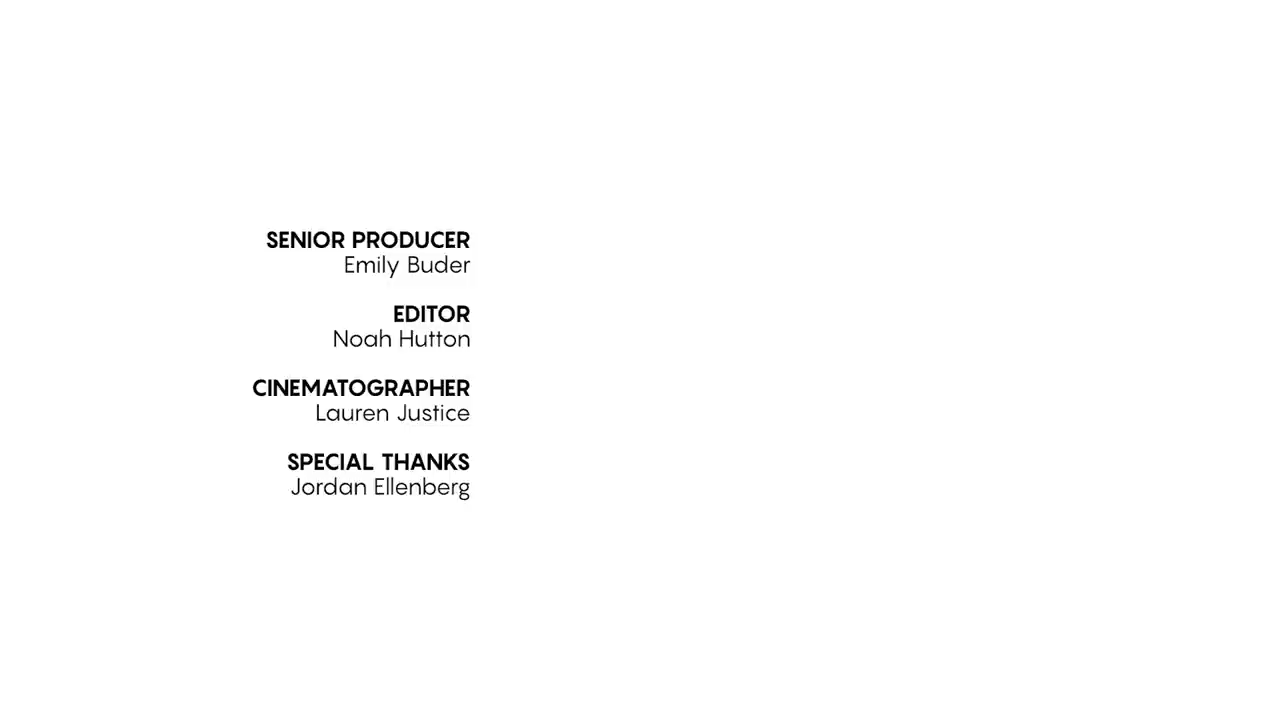 SENIOR PRODUCER
Emily Buder
EDITOR
Noah Hutton
CINEMATOGRAPHER
Lauren Justice
SPECIAL THANKS
Jordan Ellenberg